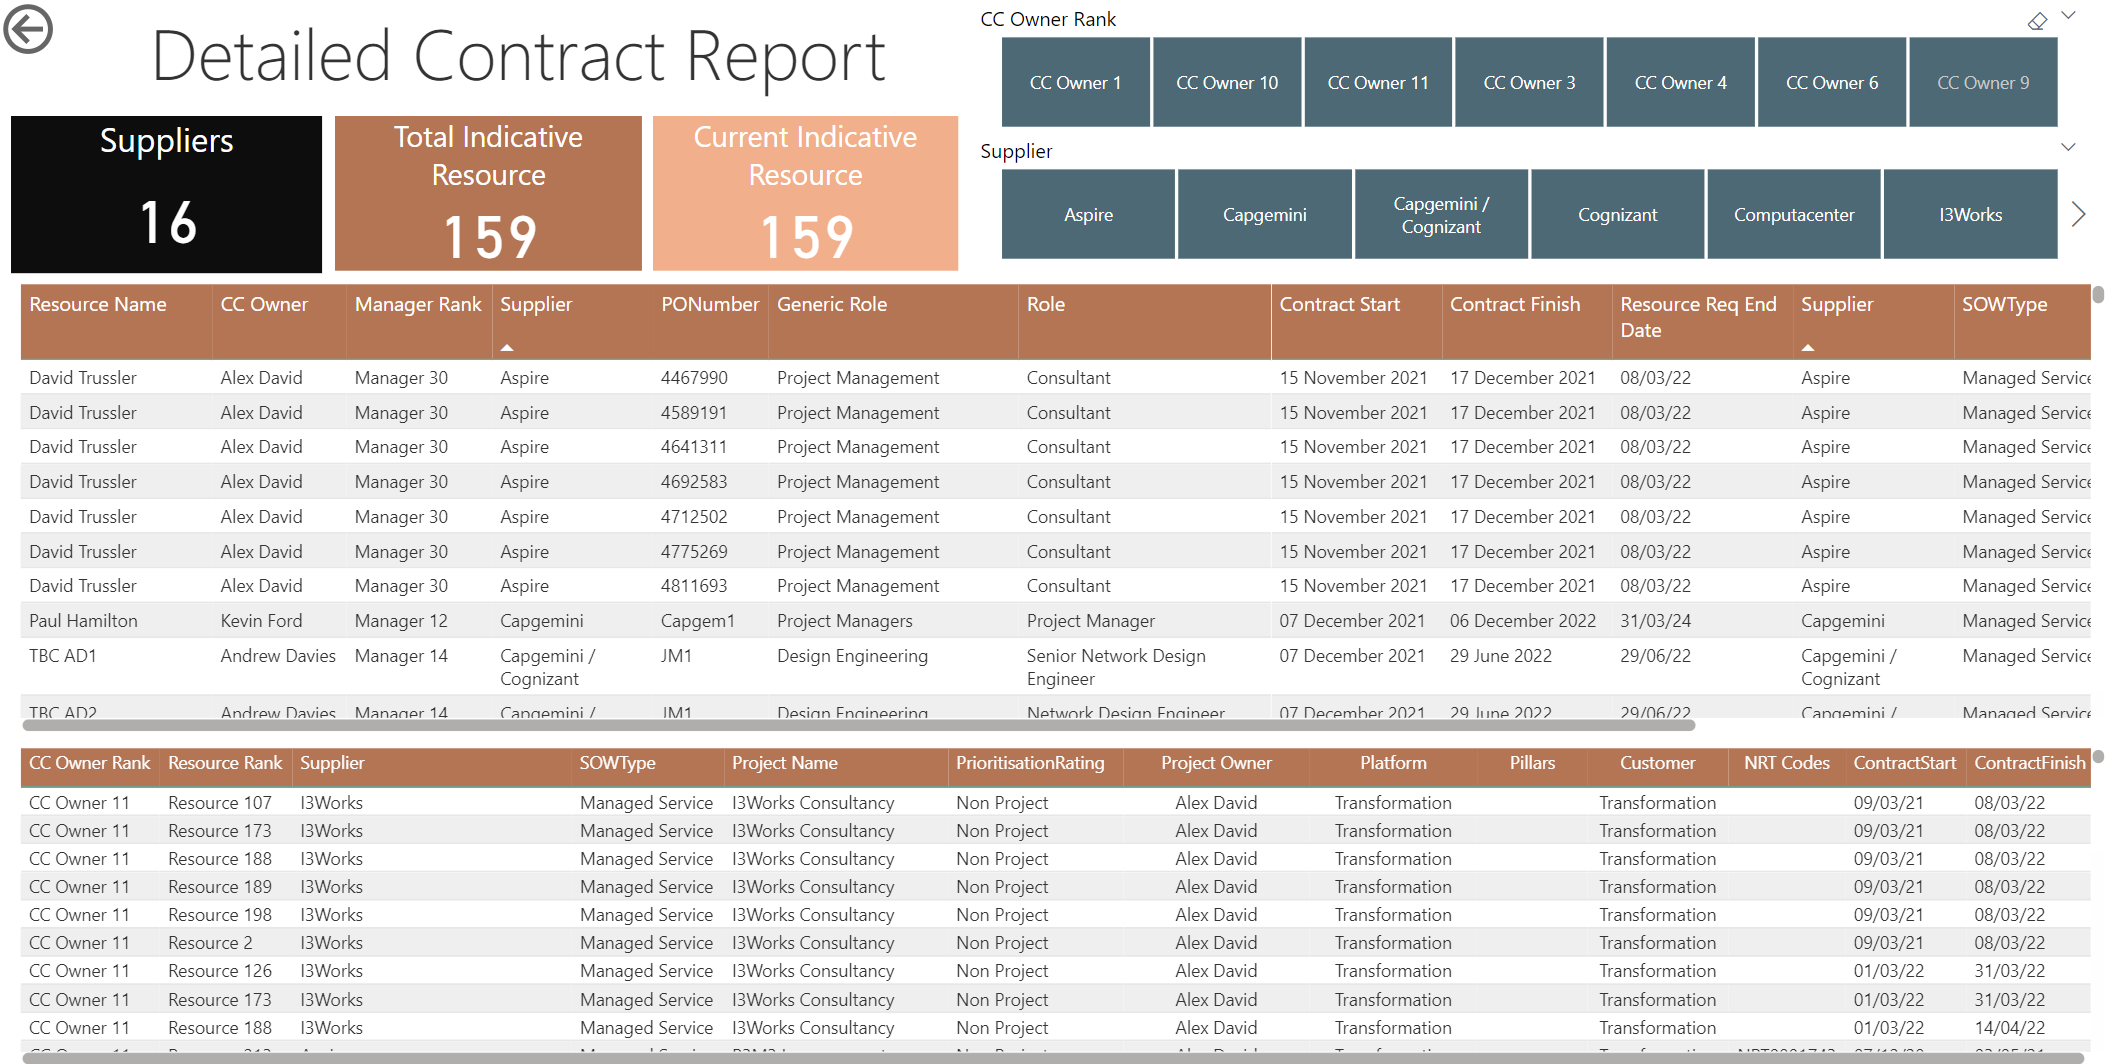 Detailed Contract Report
CC Owner Rank
CC Owner 1 CC Owner 10 CC Owner 11 CC Owner 3 CC Owner 4 CC Owner 6 CC Owner 9
Suppliers
16
Total Indicative
Resource
159
Current Indicative
Resource
159
Supplier
Aspire Capgemini Capgemini /
Cognizant Cognizant Computacenter I3Works
Resource Name CC Owner Manager Rank Supplier PONumber Generic Role Role Contract Start Contract Finish Resource Req End Supplier SOWType
Date
David Trussler Alex David Manager 30 Aspire 4467990 Project Management Consultant 15 November 2021 17 December 2021 08/03/22 Aspire Managed Service
David Trussler Alex David Manager 30 Aspire 4589191 Project Management Consultant 15 November 2021 17 December 2021 08/03/22 Aspire Managed Service
David Trussler Alex David Manager 30 Aspire 4641311 Project Management Consultant 15 November 2021 17 December 2021 08/03/22 Aspire Managed Service
David Trussler Alex David Manager 30 Aspire 4692583 Project Management Consultant 15 November 2021 17 December 2021 08/03/22 Aspire Managed Service
David Trussler Alex David Manager 30 Aspire 4712502 Project Management Consultant 15 November 2021 17 December 2021 08/03/22 Aspire Managed Service
David Trussler Alex David Manager 30 Aspire 4775269 Project Management Consultant 15 November 2021 17 December 2021 08/03/22 Aspire Managed Service
David Trussler Alex David Manager 30 Aspire 4811693 Project Management Consultant 15 November 2021 17 December 2021 08/03/22 Aspire Managed Service
Paul Hamilton Kevin Ford Manager 12 Capgemini Capgem1 Project Managers Project Manager 07 December 2021 06 December 2022 31/03/24 Capgemini Managed Service
TBC AD1 Andrew Davies Manager 14 Capgemini / JM1 Design Engineering Senior Network Design 07 December 2021 29 June 2022 29/06/22 Capgemini / Managed Service
Cognizant Engineer Cognizant
TBC AD2 Andrew Davies Manager 14 Capgemini / JM1 Design Engineering Network Design Engineer 07 December 2021 29 June 2022 29/06/22 Capgemini / Managed Service
CC Owner Rank Resource Rank Supplier SOWType Project Name PrioritisationRating Project Owner Platform Pillars Customer NRT Codes ContractStart ContractFinish
CC Owner 11 Resource 107 I3Works Managed Service I3Works Consultancy Non Project Alex David Transformation Transformation 09/03/21 08/03/22
CC Owner 11 Resource 173 I3Works Managed Service I3Works Consultancy Non Project Alex David Transformation Transformation 09/03/21 08/03/22
CC Owner 11 Resource 188 I3Works Managed Service I3Works Consultancy Non Project Alex David Transformation Transformation 09/03/21 08/03/22
CC Owner 11 Resource 189 I3Works Managed Service I3Works Consultancy Non Project Alex David Transformation Transformation 09/03/21 08/03/22
CC Owner 11 Resource 198 I3Works Managed Service I3Works Consultancy Non Project Alex David Transformation Transformation 09/03/21 08/03/22
CC Owner 11 Resource 2 I3Works Managed Service I3Works Consultancy Non Project Alex David Transformation Transformation 09/03/21 08/03/22
CC Owner 11 Resource 126 I3Works Managed Service I3Works Consultancy Non Project Alex David Transformation Transformation 01/03/22 31/03/22
CC Owner 11 Resource 173 I3Works Managed Service I3Works Consultancy Non Project Alex David Transformation Transformation 01/03/22 31/03/22
CC Owner 11 Resource 188 I3Works Managed Service I3Works Consultancy Non Project Alex David Transformation Transformation 01/03/22 14/04/22